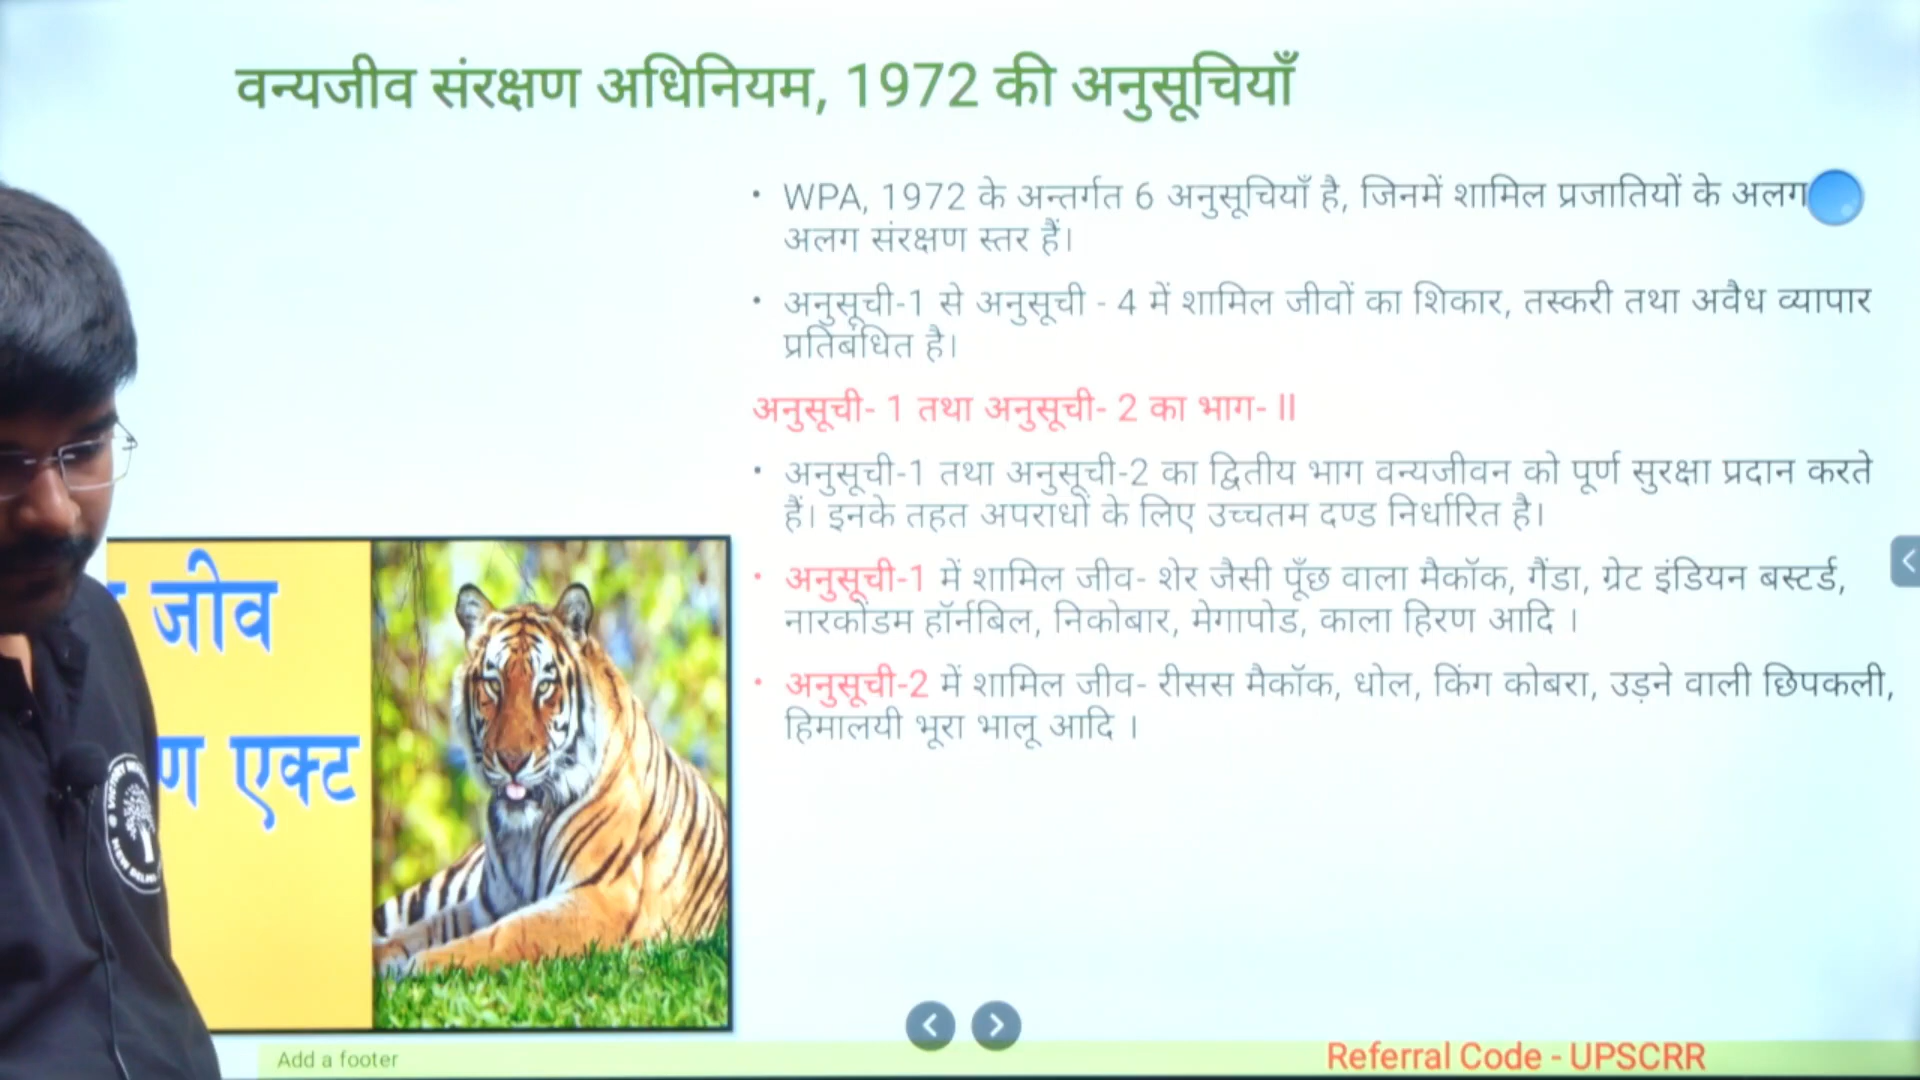 वन्यजीव संरक्षण अधिनियम, 1972 की अनुसूचियाँ
• WPA, 1972 के अन्तर्गत 6 अनुसूचियाँ है, जिनमें शामिल प्रजातियों के अलग
अलग संरक्षण स्तर हैं।
• अनुसूची-1 से अनुसूची - 4 में शामिल जीवों का शिकार, तस्करी तथा अवैध व्यापार
प्रतिबंधित है।
अनुसूची- 1 तथा अनुसूची- 2 का भाग- II
• अनुसूची-1 तथा अनुसूची-2 का द्वितीय भाग वन्यजीवन को पूर्ण सुरक्षा प्रदान करते
हैं। इनके तहत अपराधों के लिए उच्चतम दण्ड निर्धारित है।
• अनुसूची-1 में शामिल जीव- शेर जैसी पूँछ वाला मैकॉक, गैंडा, ग्रेट इंडियन बस्टर्ड,
नारकोंडम हॉर्नबिल, निकोबार, मेगापोड, काला हिरण आदि ।
• अनुसूची-2 में शामिल जीव- रीसस मैकॉक, धोल, किंग कोबरा, उड़ने वाली छिपकली,
हिमालयी भूरा भालू आदि ।
जीव
ण एक्ट
Add a footer
Referral Code - UPSCRR